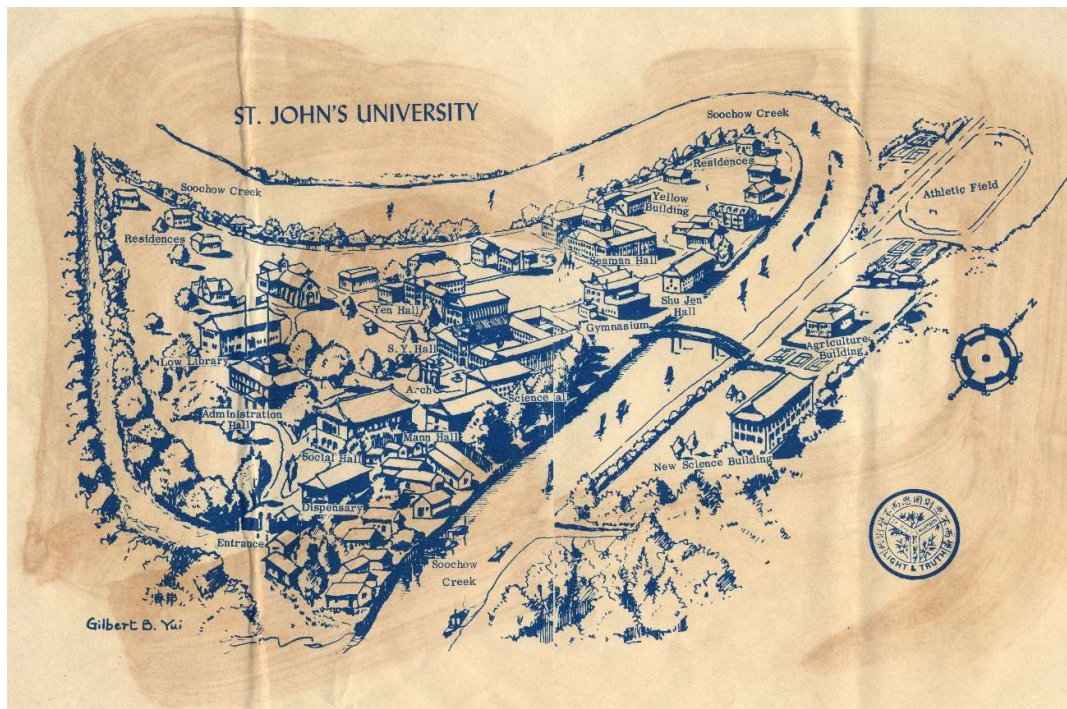 ST. JOHN'S UNIVERSITY
Soochow Creek
Soochow Creek
Residences
Athletic Field
Yellow
Building
Residences
Seaman Hall
Shu Jen
Hall
Yen Hall
Gymnasium
Agriculture
Building
S.Y. Hall
Low Library
Arch
Science
Administration
Hall
Mann Hall
Social Hall
New Science Building
Dispensary
Entrance
Soochow
Creek
N
LIGHT & TRUTH
Gilbert B. Yui